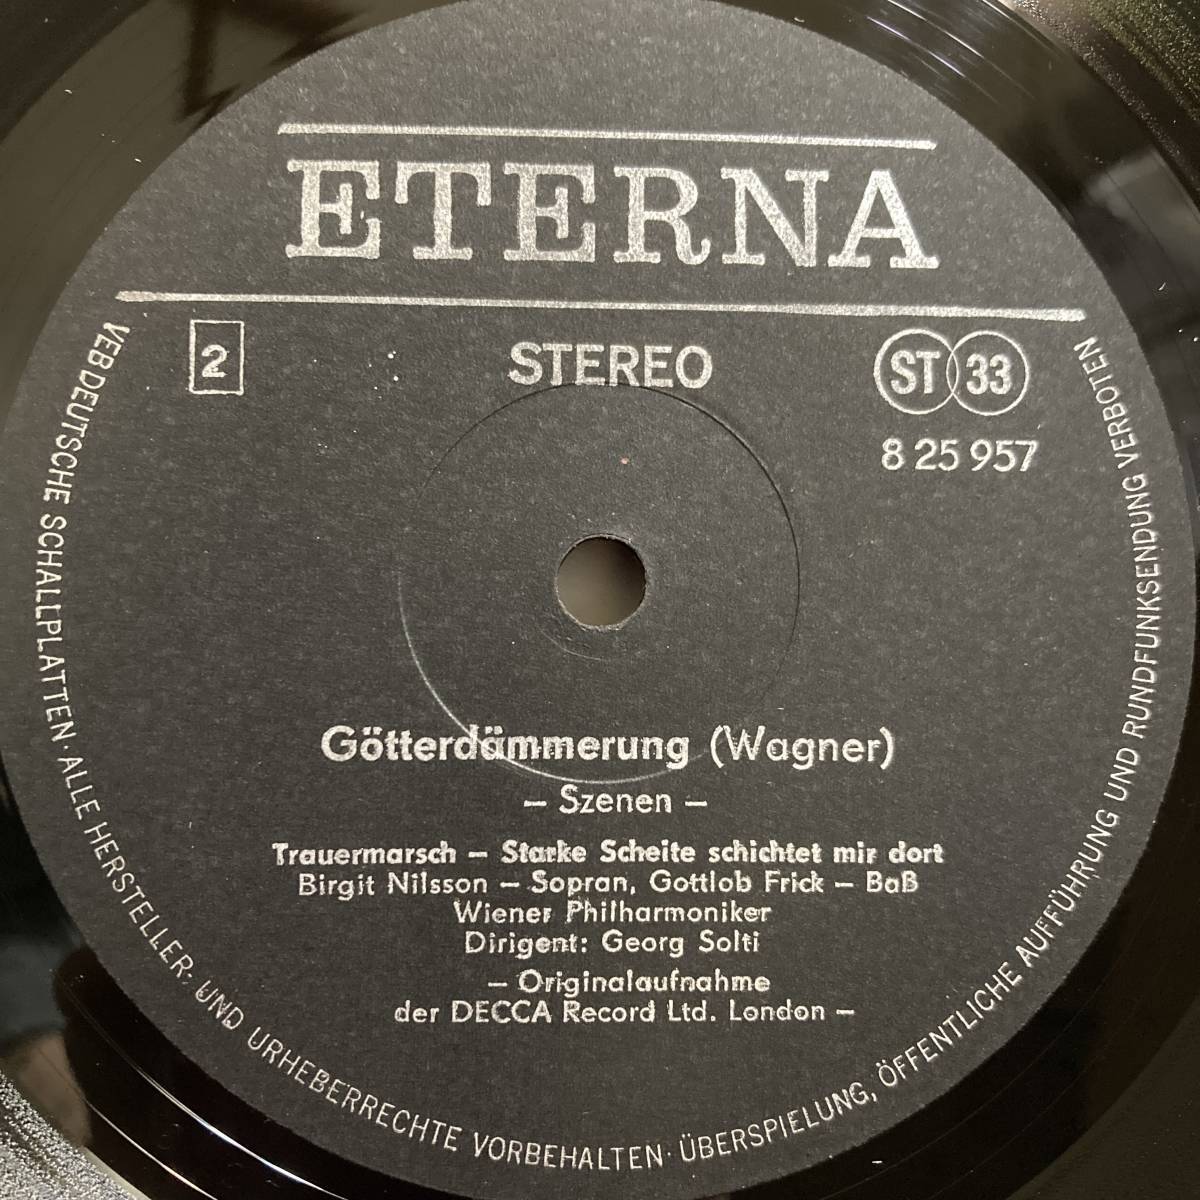 ETERNA
2
STEREO
ST 33
8 25 957
Götterdämmerung (Wagner)
– Szenen –
Trauermarsch – Starke Scheite schichtet mir dort
Birgit Nilsson – Sopran, Gottlob Frick – Baß
Wiener Philharmoniker
Dirigent: Georg Solti
– Originalaufnahme
der DECCA Record Ltd. London –
VEB DEUTSCHE SCHALLPLATTEN · ALLE HERSTELLER- UND URHEBERRECHTE VORBEHALTEN · ÜBERSPIELUNG, ÖFFENTLICHE AUFFÜHRUNG UND RUNDFUNKSENDUNG VERBOTEN